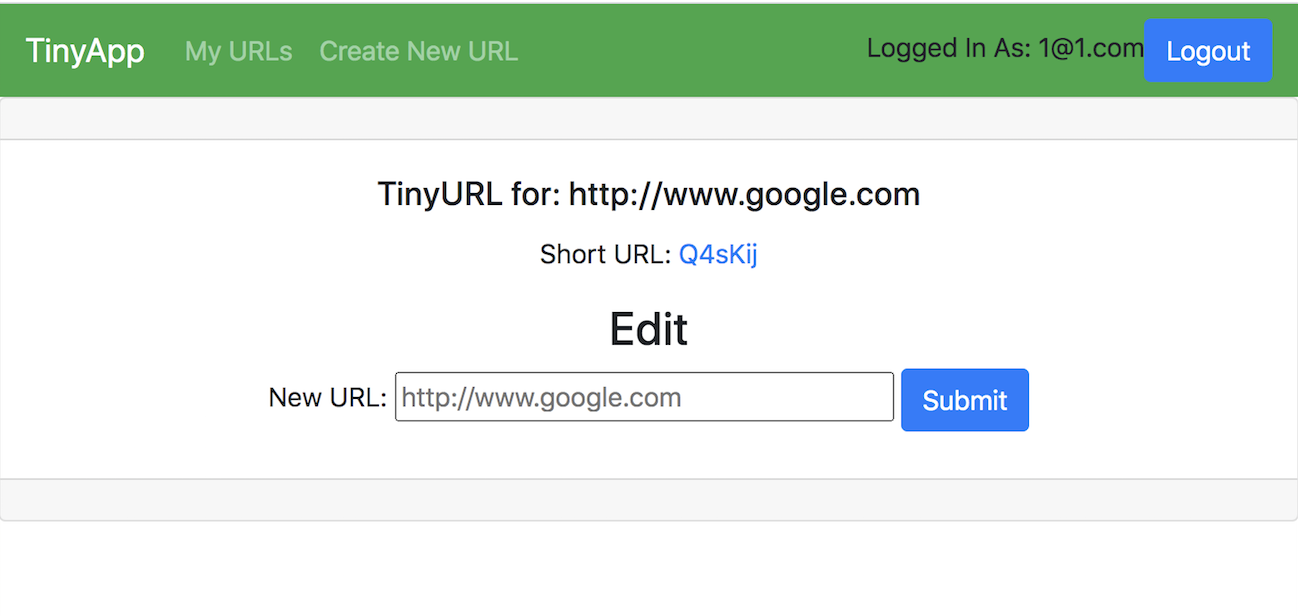 TinyApp My URLs Create New URL Logged In As: 1@1.com Logout
TinyURL for: http://www.google.com
Short URL: Q4sKij
Edit
New URL: http://www.google.com Submit